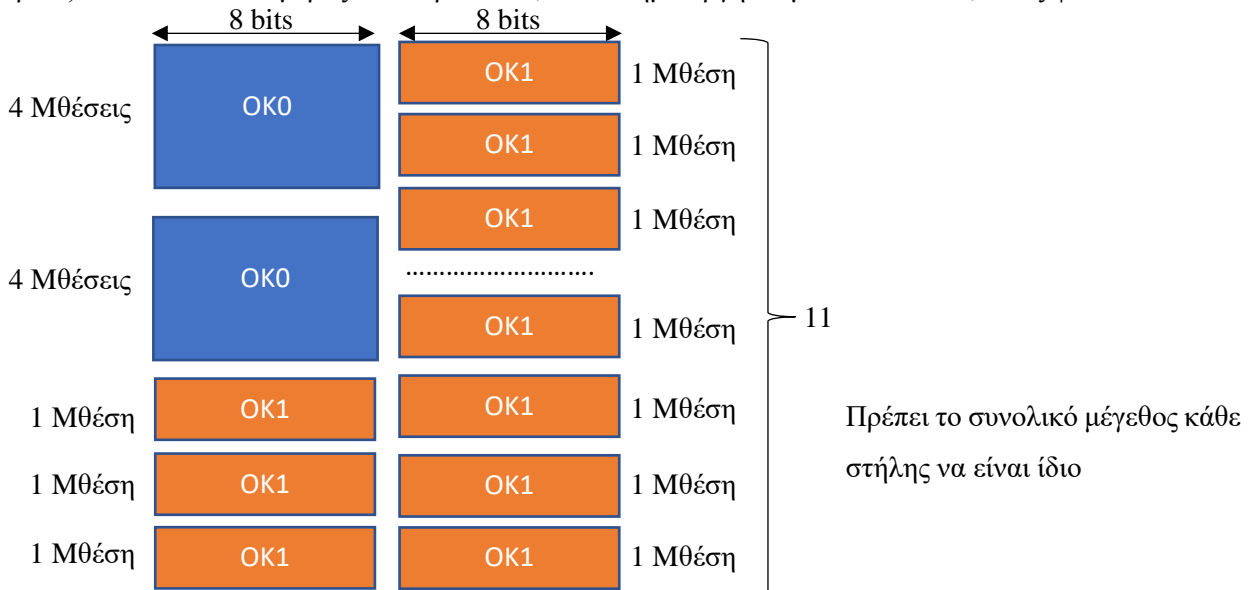 8 bits 8 bits
4 Μθέσεις OK0 OK1 1 Μθέση
OK1 1 Μθέση
4 Μθέσεις OK0 OK1 1 Μθέση
................................
OK1 1 Μθέση
11
1 Μθέση OK1 OK1 1 Μθέση
Πρέπει το συνολικό μέγεθος κάθε
1 Μθέση OK1 OK1 1 Μθέση
στήλης να είναι ίδιο
1 Μθέση OK1 OK1 1 Μθέση